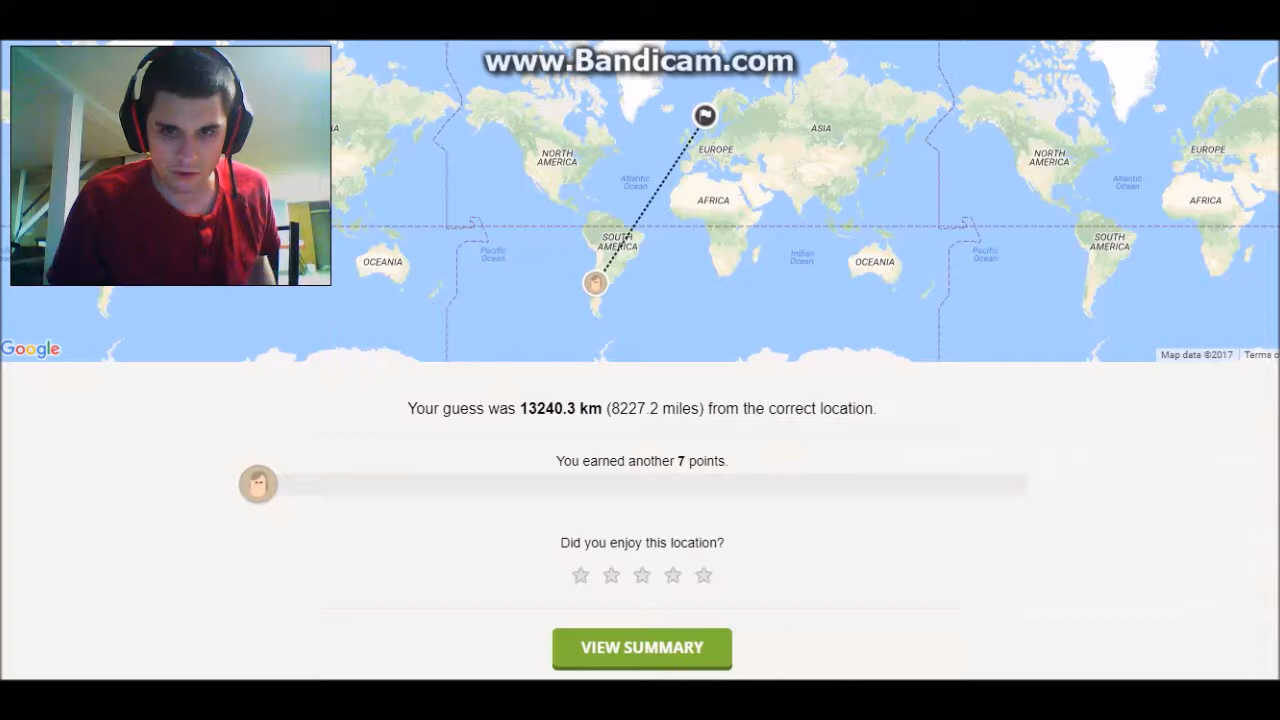 www.Bandicam.com
NORTH
AMERICA
EUROPE
ASIA
Atlantic
Ocean
AFRICA
SOUTH
AMERICA
OCEANIA
Pacific
Ocean
Indian
Ocean
OCEANIA
Pacific
Ocean
NORTH
AMERICA
EUROPE
Atlantic
Ocean
AFRICA
SOUTH
AMERICA
Google
Map data ©2017
Terms o
Your guess was 13240.3 km (8227.2 miles) from the correct location.
You earned another 7 points.
Did you enjoy this location?
VIEW SUMMARY